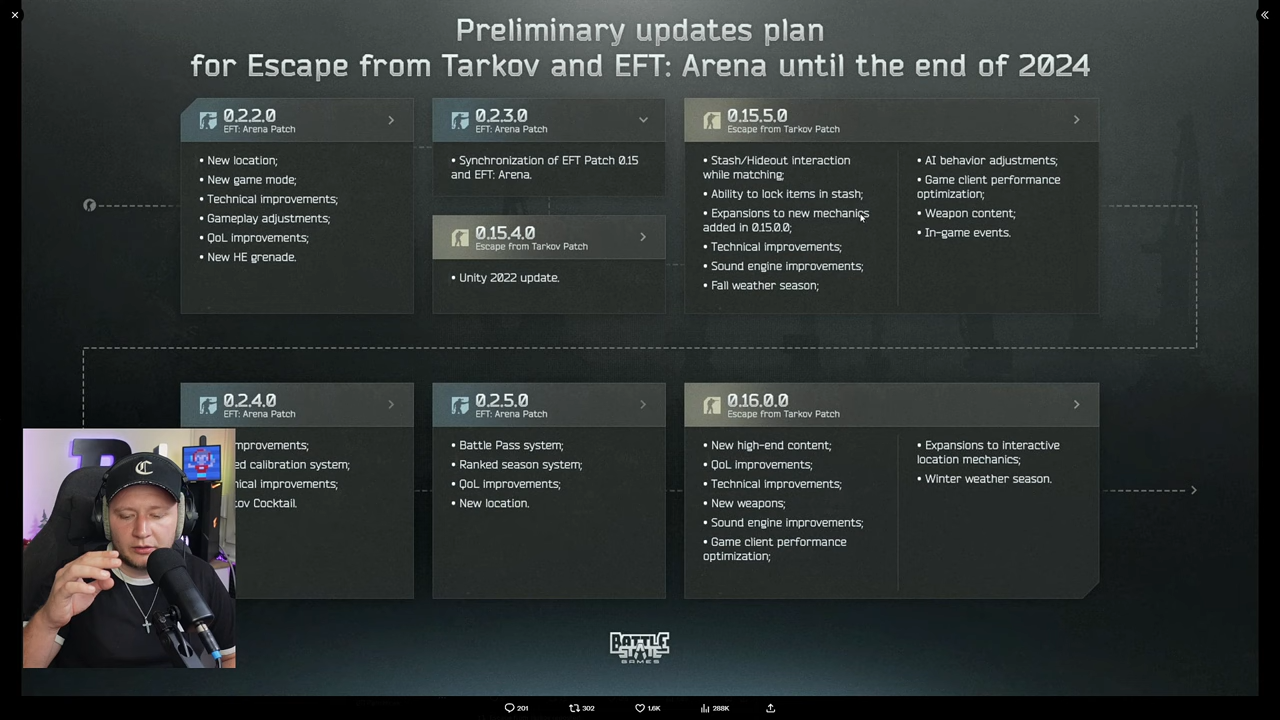 Preliminary updates plan
for Escape from Tarkov and EFT: Arena until the end of 2024
0.2.2.0
EFT: Arena Patch
• New location;
• New game mode;
• Technical improvements;
• Gameplay adjustments;
• QoL improvements;
• New HE grenade.
0.2.3.0
EFT: Arena Patch
• Synchronization of EFT Patch 0.15
and EFT: Arena.
0.15.4.0
Escape from Tarkov Patch
• Unity 2022 update.
0.15.5.0
Escape from Tarkov Patch
• Stash/Hideout interaction
while matching;
• Ability to lock items in stash;
• Expansions to new mechanics
added in 0.15.0.0;
• Technical improvements;
• Sound engine improvements;
• Fall weather season;
• AI behavior adjustments;
• Game client performance
optimization;
• Weapon content;
• In-game events.
0.2.4.0
EFT: Arena Patch
mprovements;
ed calibration system;
nical improvements;
ov Cocktail.
0.2.5.0
EFT: Arena Patch
• Battle Pass system;
• Ranked season system;
• QoL improvements;
• New location.
0.16.0.0
Escape from Tarkov Patch
• New high-end content;
• QoL improvements;
• Technical improvements;
• New weapons;
• Sound engine improvements;
• Game client performance
optimization;
• Expansions to interactive
location mechanics;
• Winter weather season.
C
BATTLE
STATE
GAMES
201 302 1.6K 288K